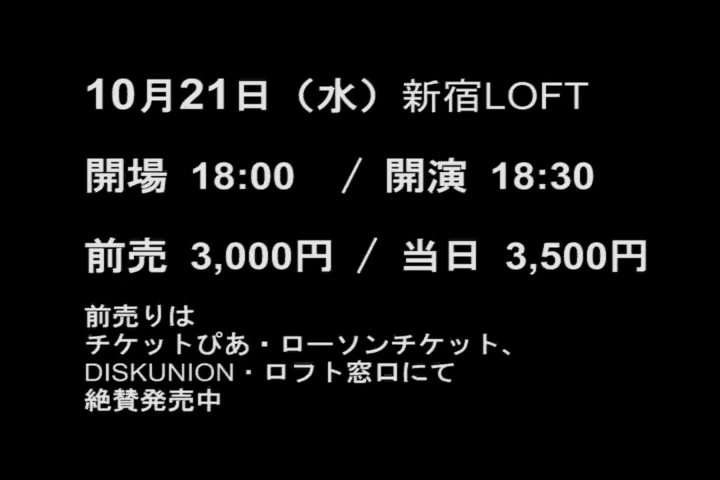 10月21日（水）新宿LOFT
開場 18:00 / 開演 18:30
前売 3,000円 / 当日 3,500円
前売りは
チケットぴあ・ローソンチケット、
DISKUNION・ロフト窓口にて
絶賛発売中